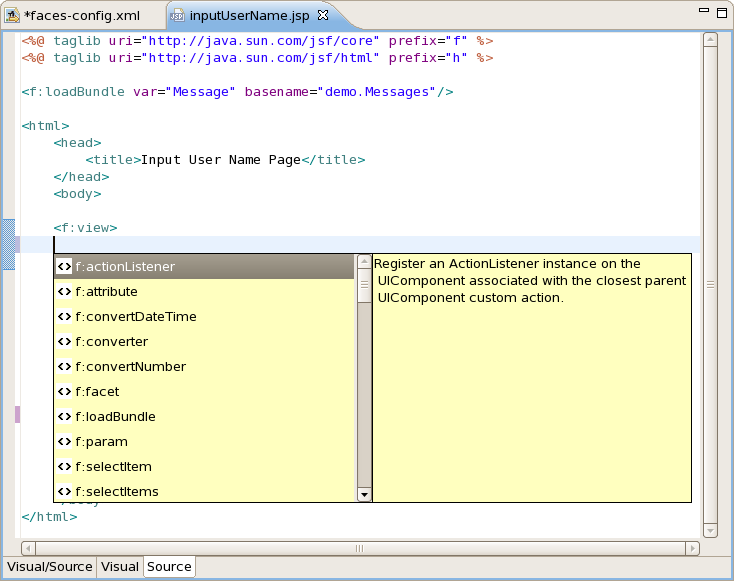 *faces-config.xml inputUserName.jsp
<%@ taglib uri="http://java.sun.com/jsf/core" prefix="f" %>
<%@ taglib uri="http://java.sun.com/jsf/html" prefix="h" %>
<f:loadBundle var="Message" basename="demo.Messages"/>
<html>
<head>
<title>Input User Name Page</title>
</head>
<body>
<f:view>
f:actionListener
f:attribute
f:convertDateTime
f:converter
f:convertNumber
f:facet
f:loadBundle
f:param
f:selectItem
f:selectItems
Register an ActionListener instance on the
UIComponent associated with the closest parent
UIComponent custom action.
</html>
Visual/Source Visual Source